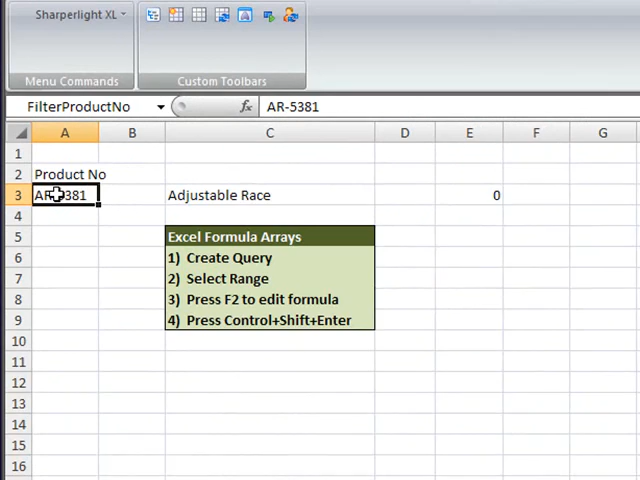 Sharperlight XL
Menu Commands
Custom Toolbars
FilterProductNo
fx
AR-5381
A B C D E F G
1
2 Product No
3 AR-5381 Adjustable Race 0
4
5 Excel Formula Arrays
6 1) Create Query
7 2) Select Range
8 3) Press F2 to edit formula
9 4) Press Control+Shift+Enter
10
11
12
13
14
15
16